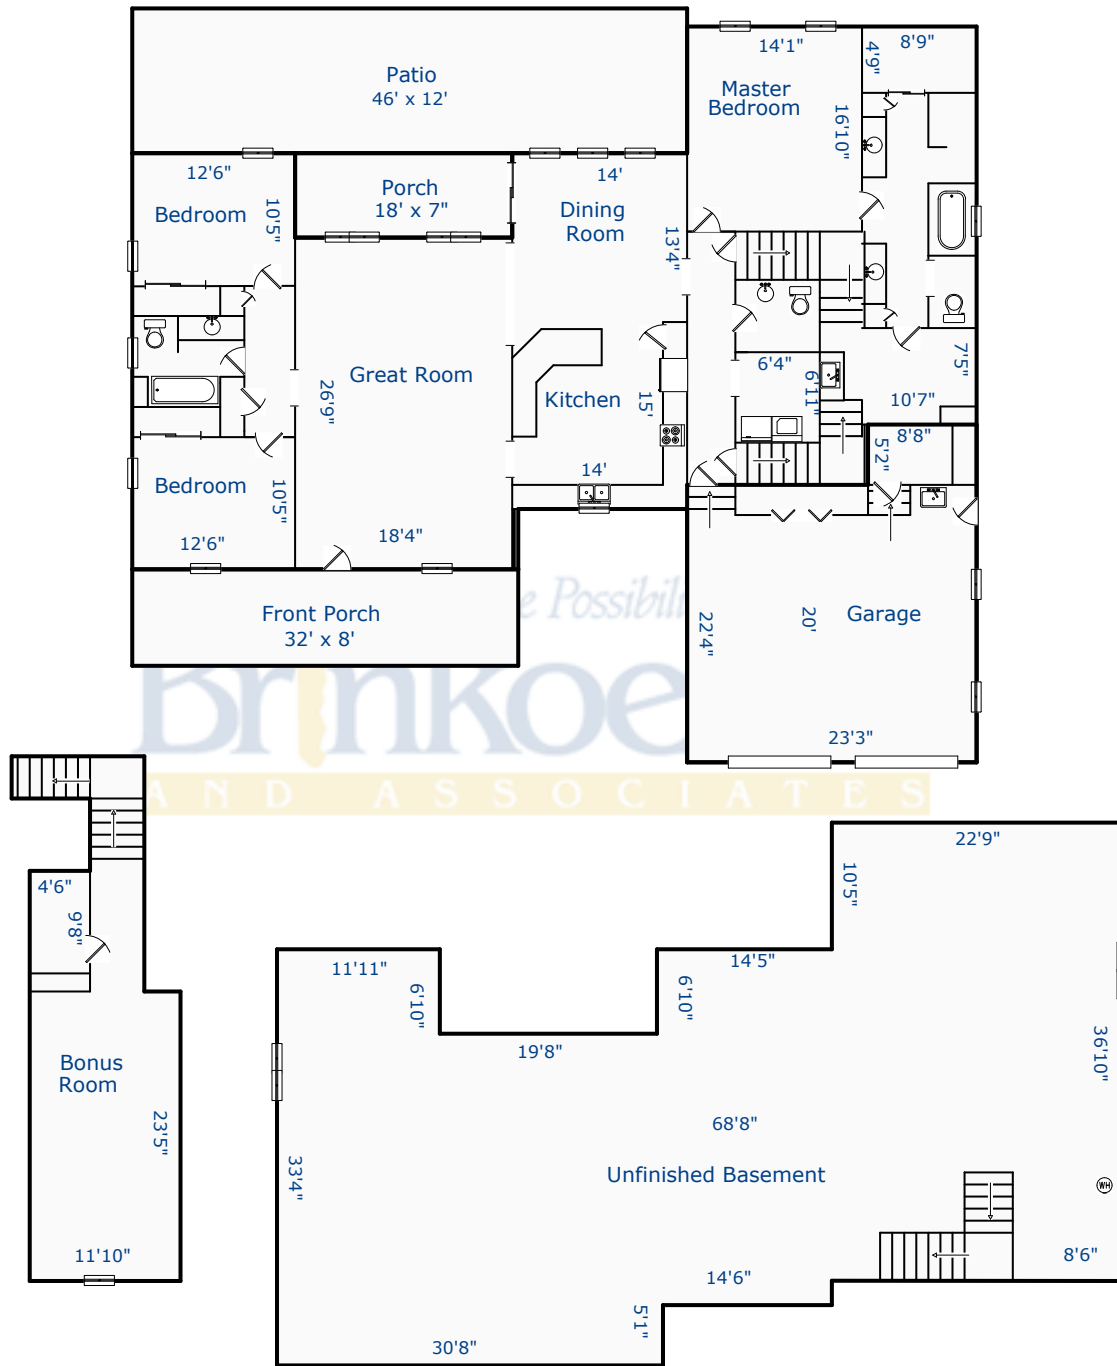 Patio
46' x 12'
14'1"
8'9"
4'9"
Master
Bedroom
16'10"
12'6"
Bedroom
10'5"
Porch
18' x 7"
14'
Dining
Room
13'4"
Great Room
26'9"
18'4"
Kitchen
15'
14'
6'4"
6'11"
7'5"
10'7"
8'8"
5'2"
Bedroom
10'5"
12'6"
Front Porch
32' x 8'
22'4"
20'
Garage
23'3"
e Possibili
Brinkoe
AND ASSOCIATES
4'6"
9'8"
Bonus
Room
23'5"
11'10"
22'9"
10'5"
11'11"
6'10"
14'5"
6'10"
19'8"
36'10"
68'8"
33'4"
Unfinished Basement
WH
8'6"
14'6"
5'1"
30'8"